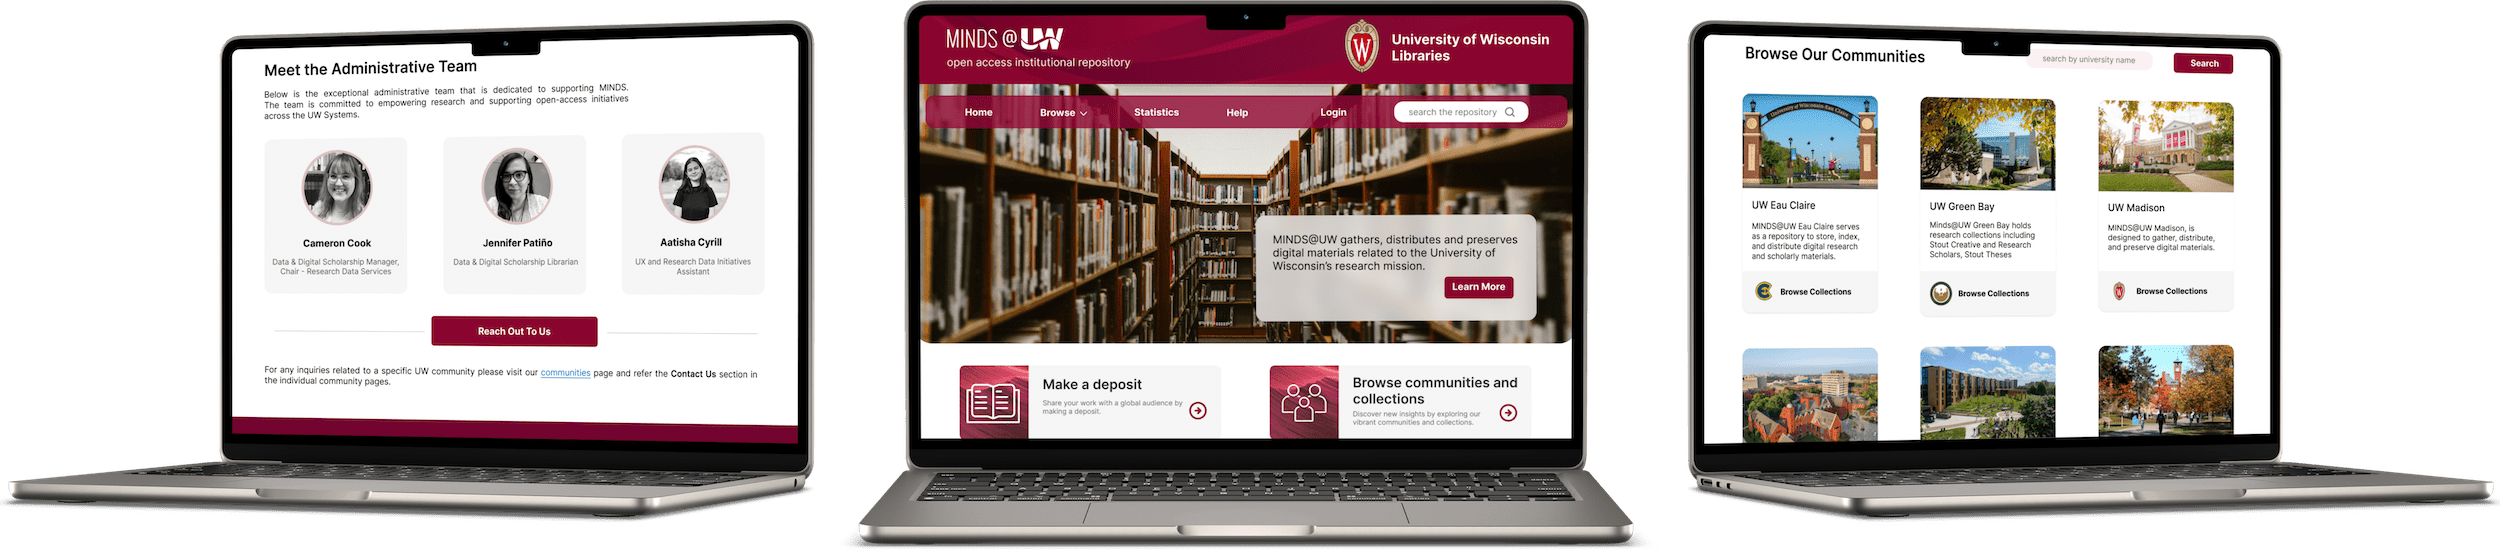 Meet the Administrative Team
Below is the exceptional administrative team that is dedicated to supporting MINDS.
The team is committed to empowering research and supporting open-access initiatives
across the UW Systems.
Cameron Cook
Data & Digital Scholarship Manager,
Chair - Research Data Services
Jennifer Patiño
Data & Digital Scholarship Librarian
Aatisha Cyrill
UX and Research Data Initiatives
Assistant
Reach Out To Us
For any inquiries related to a specific UW community please visit our communities page and refer the Contact Us section in
the individual community pages.
MINDS @ UW
open access institutional repository
W
University of Wisconsin
Libraries
Home
Browse
Statistics
Help
Login
search the repository
MINDS@UW gathers, distributes and preserves
digital materials related to the University of
Wisconsin's research mission.
Learn More
Make a deposit
Share your work with a global audience by
making a deposit.
Browse communities and
collections
Discover new insights by exploring our
vibrant communities and collections.
Browse Our Communities
search by university name
Search
University of Wisconsin-Eau Claire
UW Eau Claire
MINDS@UW Eau Claire serves
as a repository to store, index,
and distribute digital research
and scholarly materials.
Browse Collections
UW Green Bay
Minds@UW Green Bay holds
research collections including
Stout Creative and Research
Scholars, Stout Theses
Browse Collections
UW Madison
MINDS@UW Madison, is
designed to gather, distribute,
and preserve digital materials.
W
Browse Collections